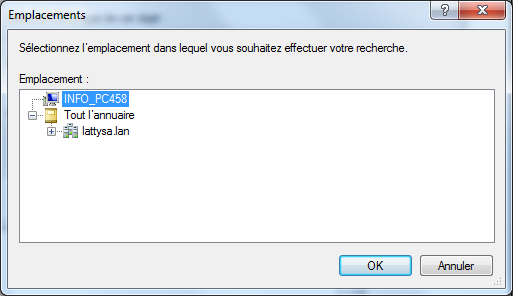 Emplacements
Sélectionnez l'emplacement dans lequel vous souhaitez effectuer votre recherche.
Emplacement :
INFO_PC458
Tout l'annuaire
lattysa.lan
OK
Annuler